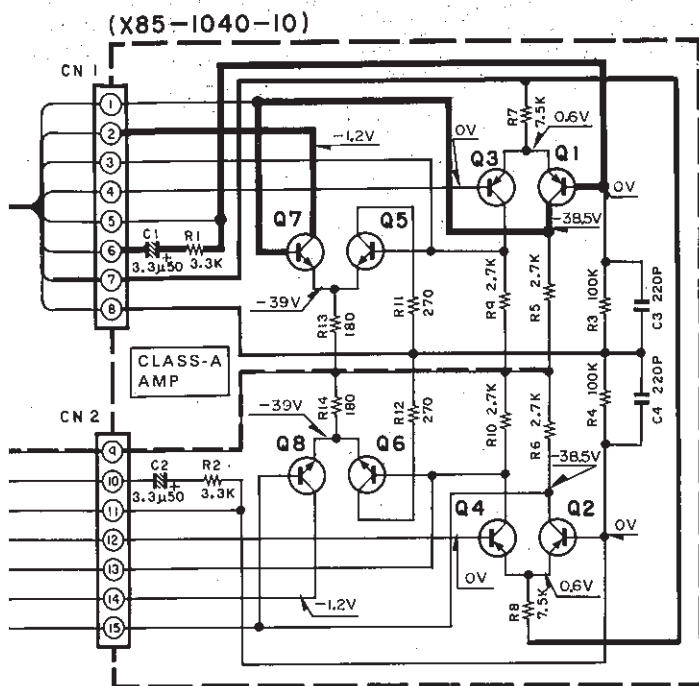 (X85-1040-10)
CN 1
1
2
3
4
5
6
7
8
C1
3.3µ50
+
R1
3.3K
-1.2V
0V
R7
7.5K
0.6V
Q3
Q1
0V
-38.5V
Q7
Q5
-39V
R13
180
R11
270
R9
2.7K
R5
2.7K
R3
100K
C3
220P
CLASS-A
AMP
CN 2
9
10
11
12
13
14
15
C2
3.3µ50
+
R2
3.3K
-39V
R14
180
R12
270
R10
2.7K
R6
2.7K
R4
100K
C4
220P
Q8
Q6
-38.5V
Q4
Q2
0V
0V
0.6V
R8
7.5K
-1.2V